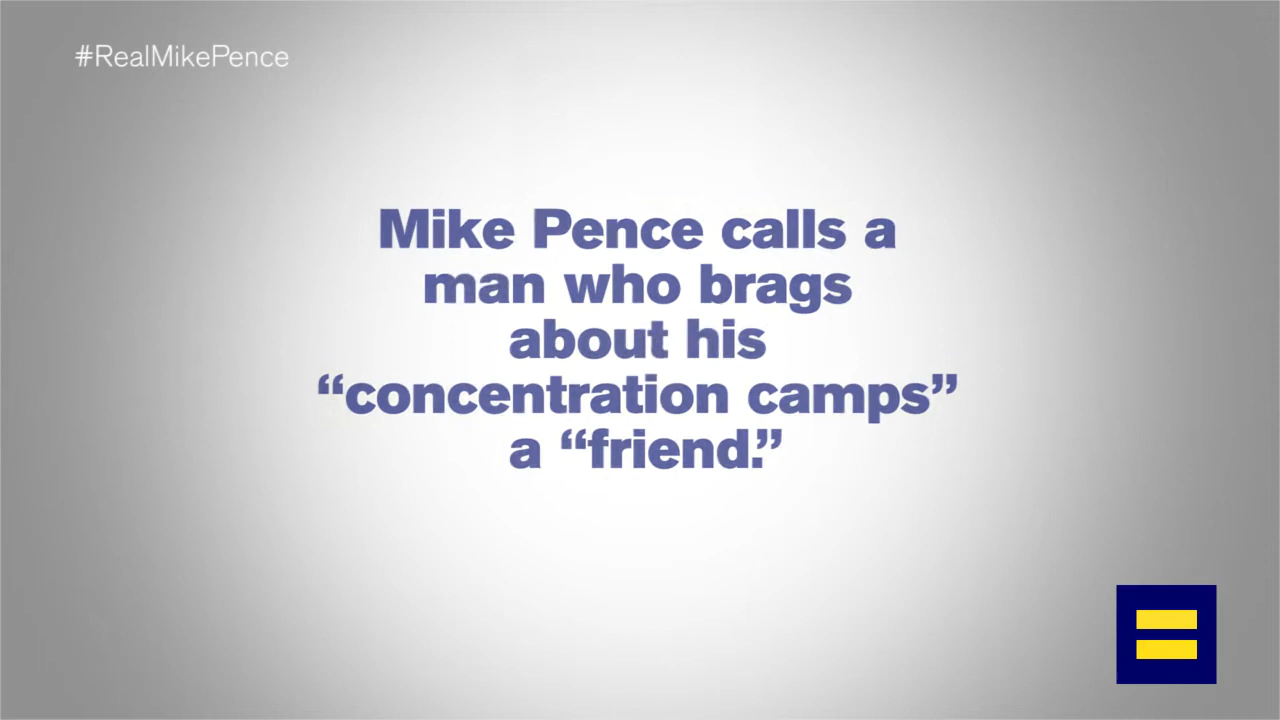 #RealMikePence
Mike Pence calls a
man who brags
about his
“concentration camps”
a “friend.”